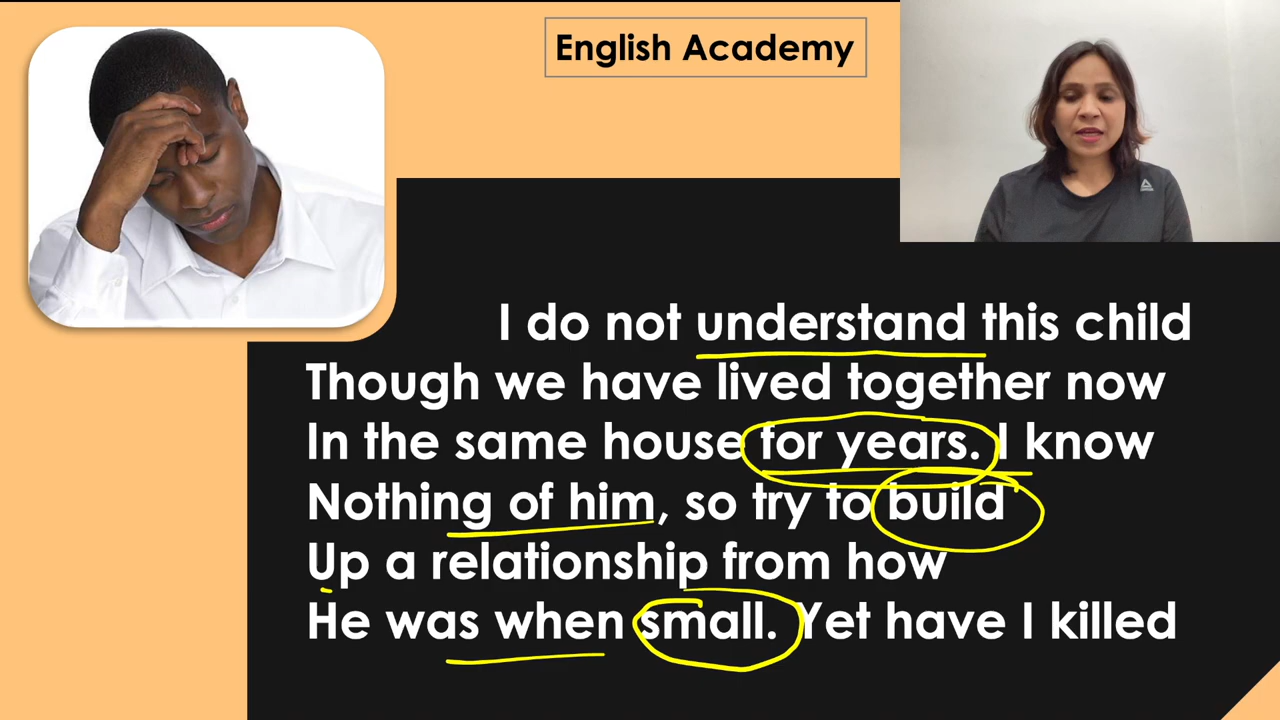 English Academy
I do not understand this child
Though we have lived together now
In the same house for years. I know
Nothing of him, so try to build
Up a relationship from how
He was when small. Yet have I killed